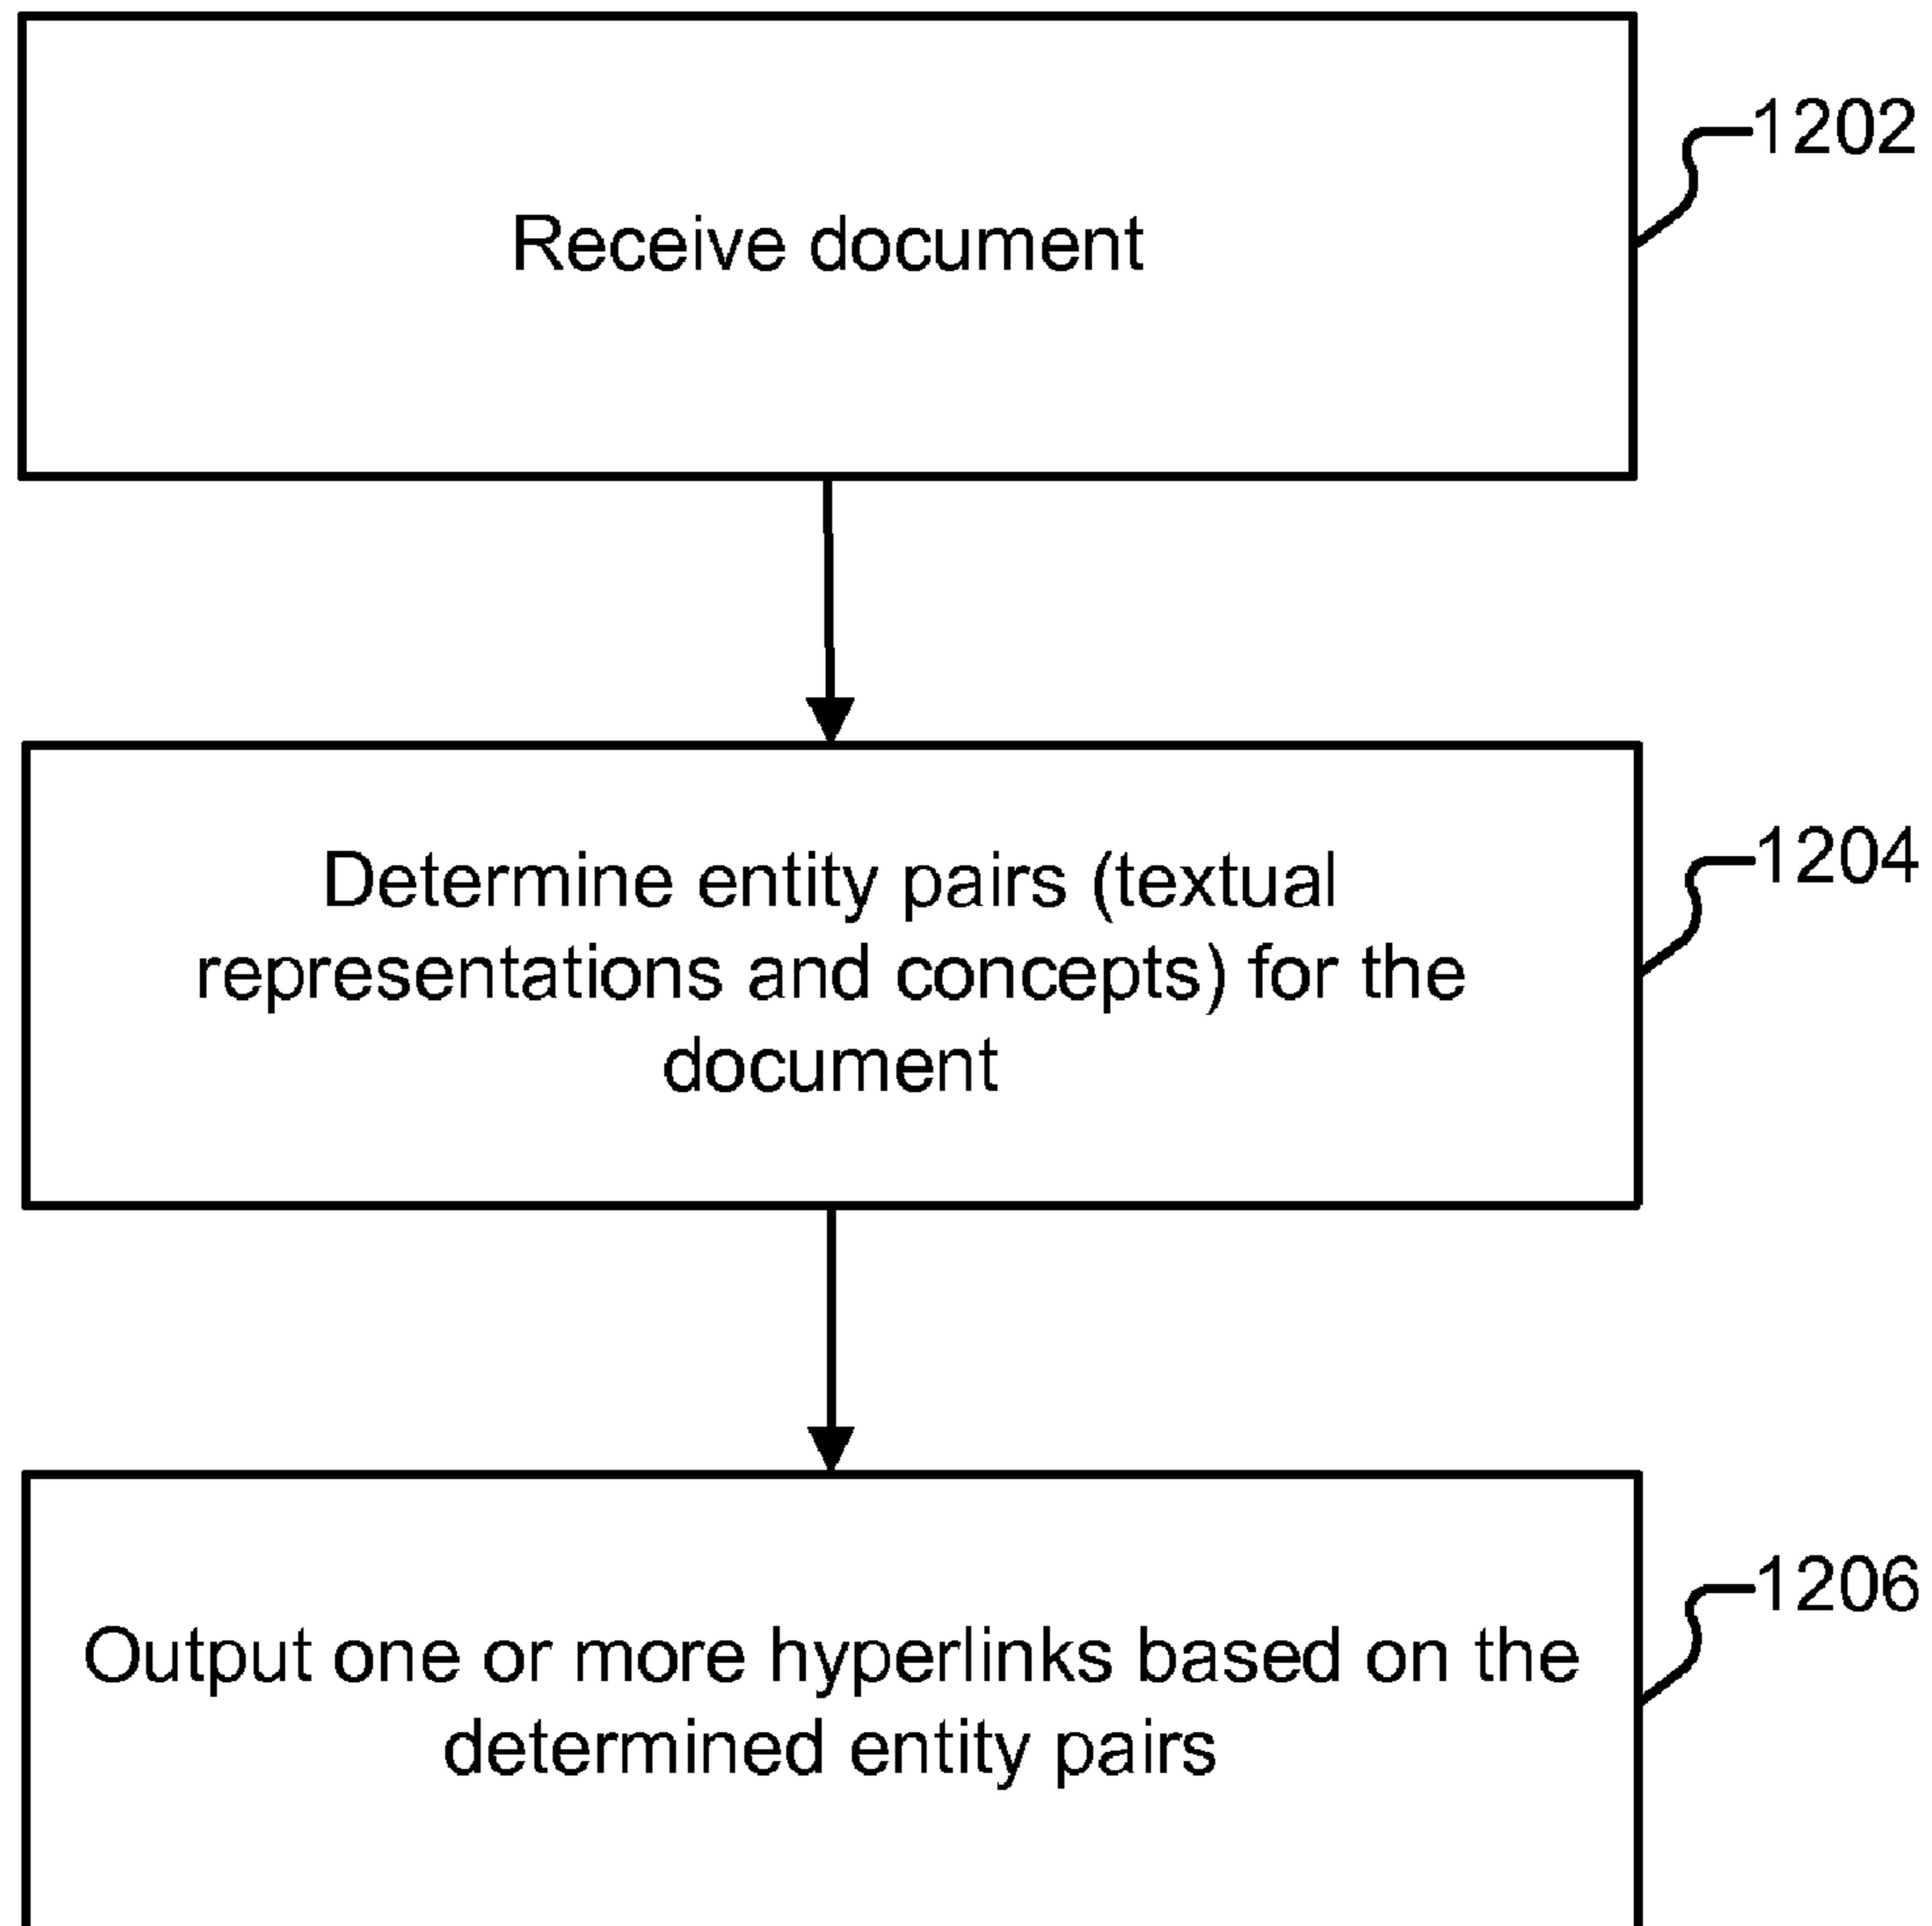 Receive document
1202
Determine entity pairs (textual
representations and concepts) for the
document
1204
Output one or more hyperlinks based on the
determined entity pairs
1206